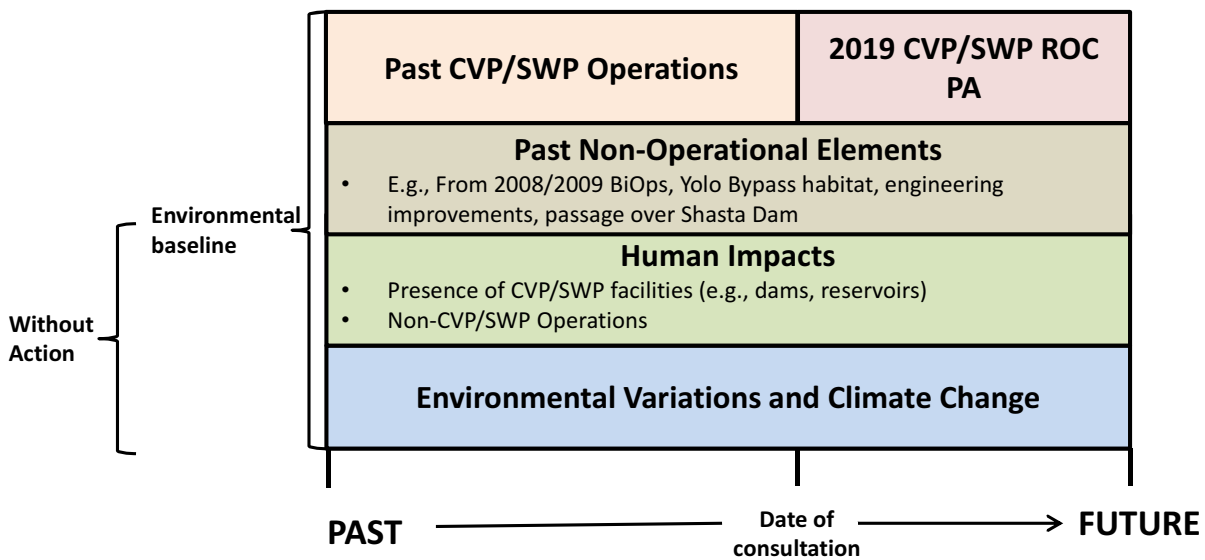 Past CVP/SWP Operations
2019 CVP/SWP ROC
PA
Past Non-Operational Elements
• E.g., From 2008/2009 BiOps, Yolo Bypass habitat, engineering
improvements, passage over Shasta Dam
Environmental
baseline
Human Impacts
• Presence of CVP/SWP facilities (e.g., dams, reservoirs)
• Non-CVP/SWP Operations
Without
Action
Environmental Variations and Climate Change
PAST
Date of
consultation
FUTURE